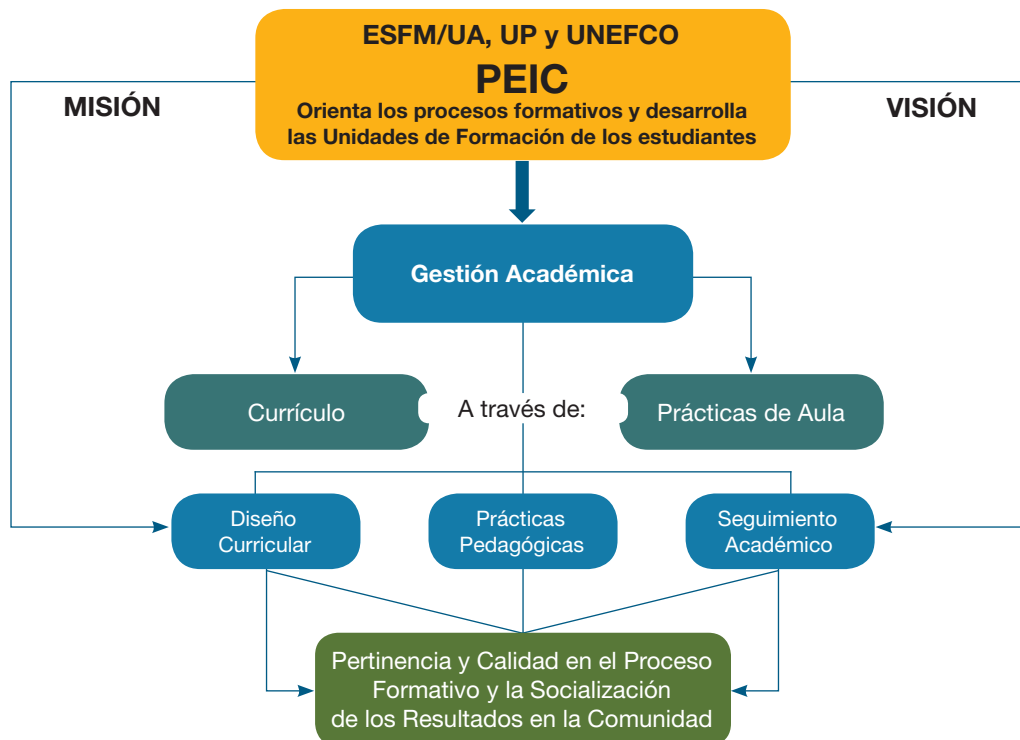 ESFM/UA, UP y UNEFCO
PEIC
Orienta los procesos formativos y desarrolla
las Unidades de Formación de los estudiantes
MISIÓN
VISIÓN
Gestión Académica
Currículo
A través de:
Prácticas de Aula
Diseño
Curricular
Prácticas
Pedagógicas
Seguimiento
Académico
Pertinencia y Calidad en el Proceso
Formativo y la Socialización
de los Resultados en la Comunidad